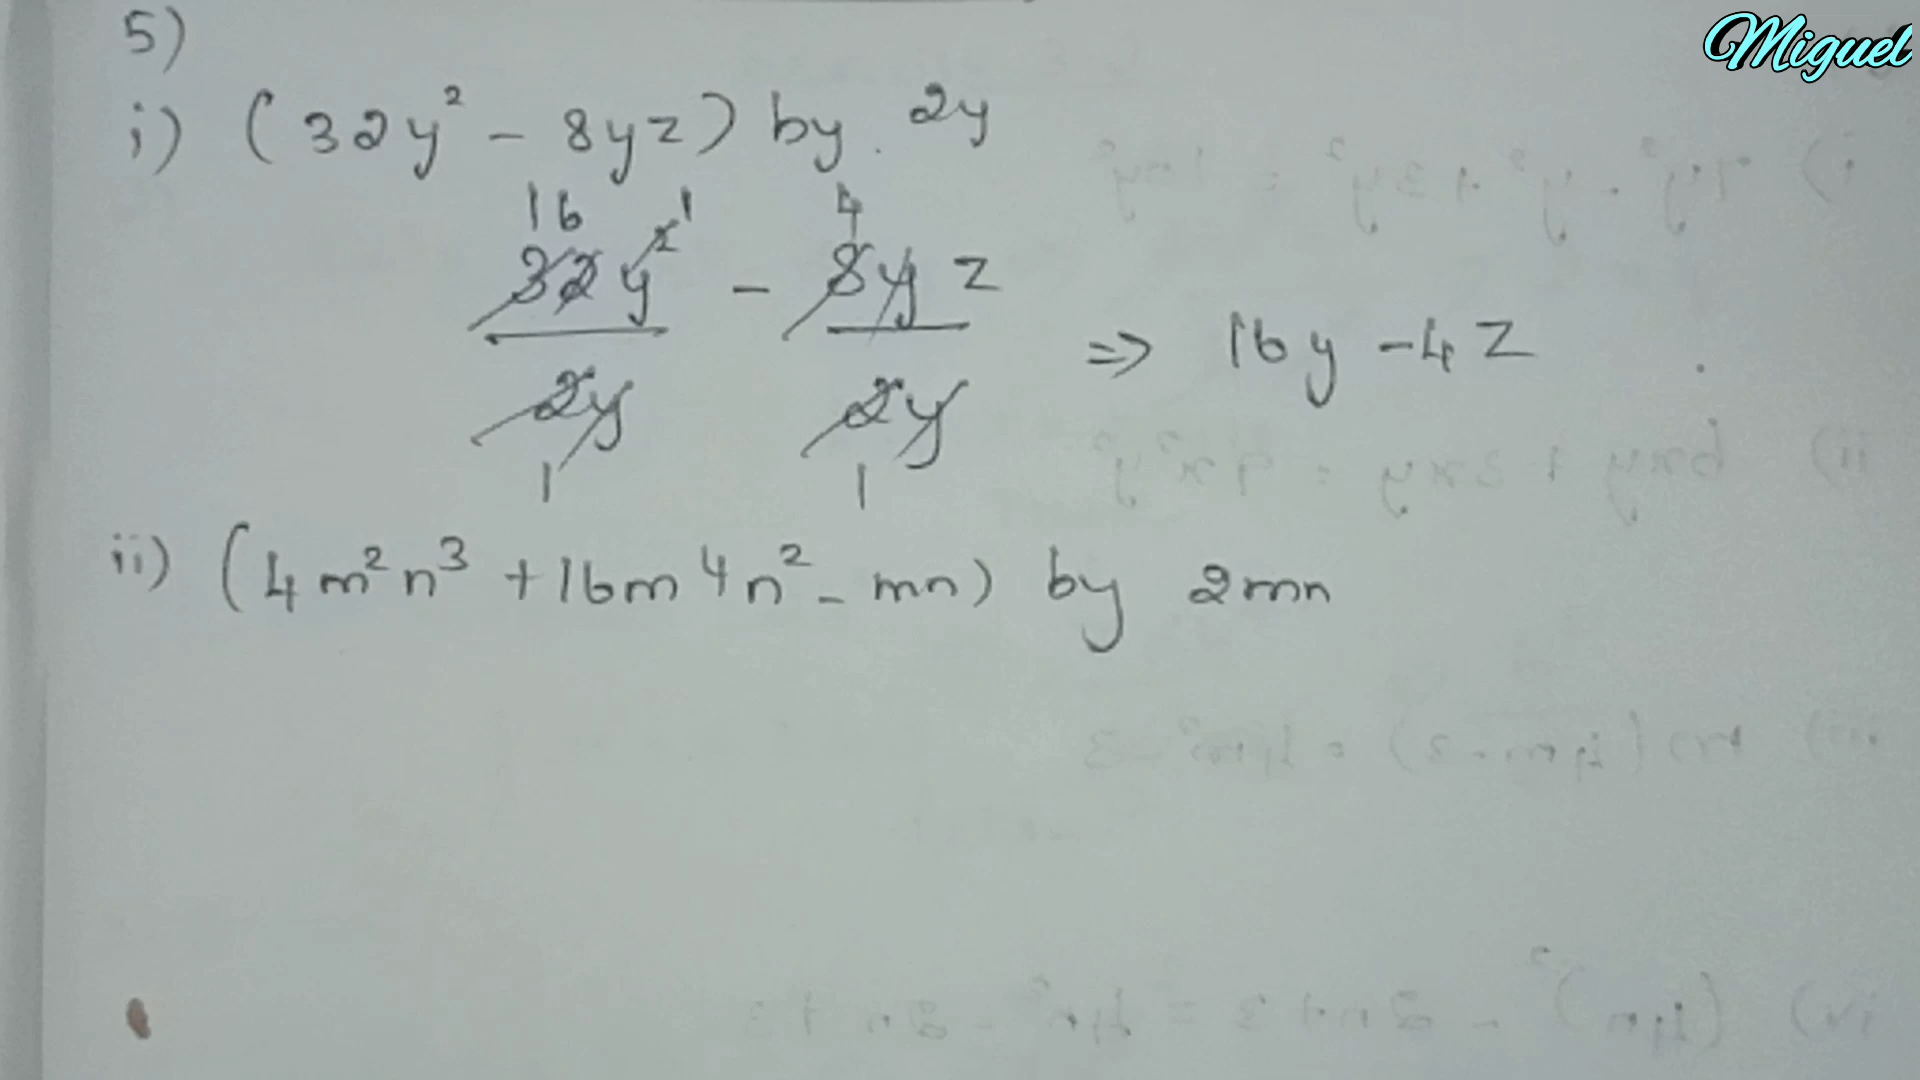 Miguel
5)
i) (32y² - 8yz) by 2y
16 1 4
32y² - 8yz
2y 2y => 16y - 4z
1 1
ii) (4m²n³ + 16m4n² - mn) by 2mn